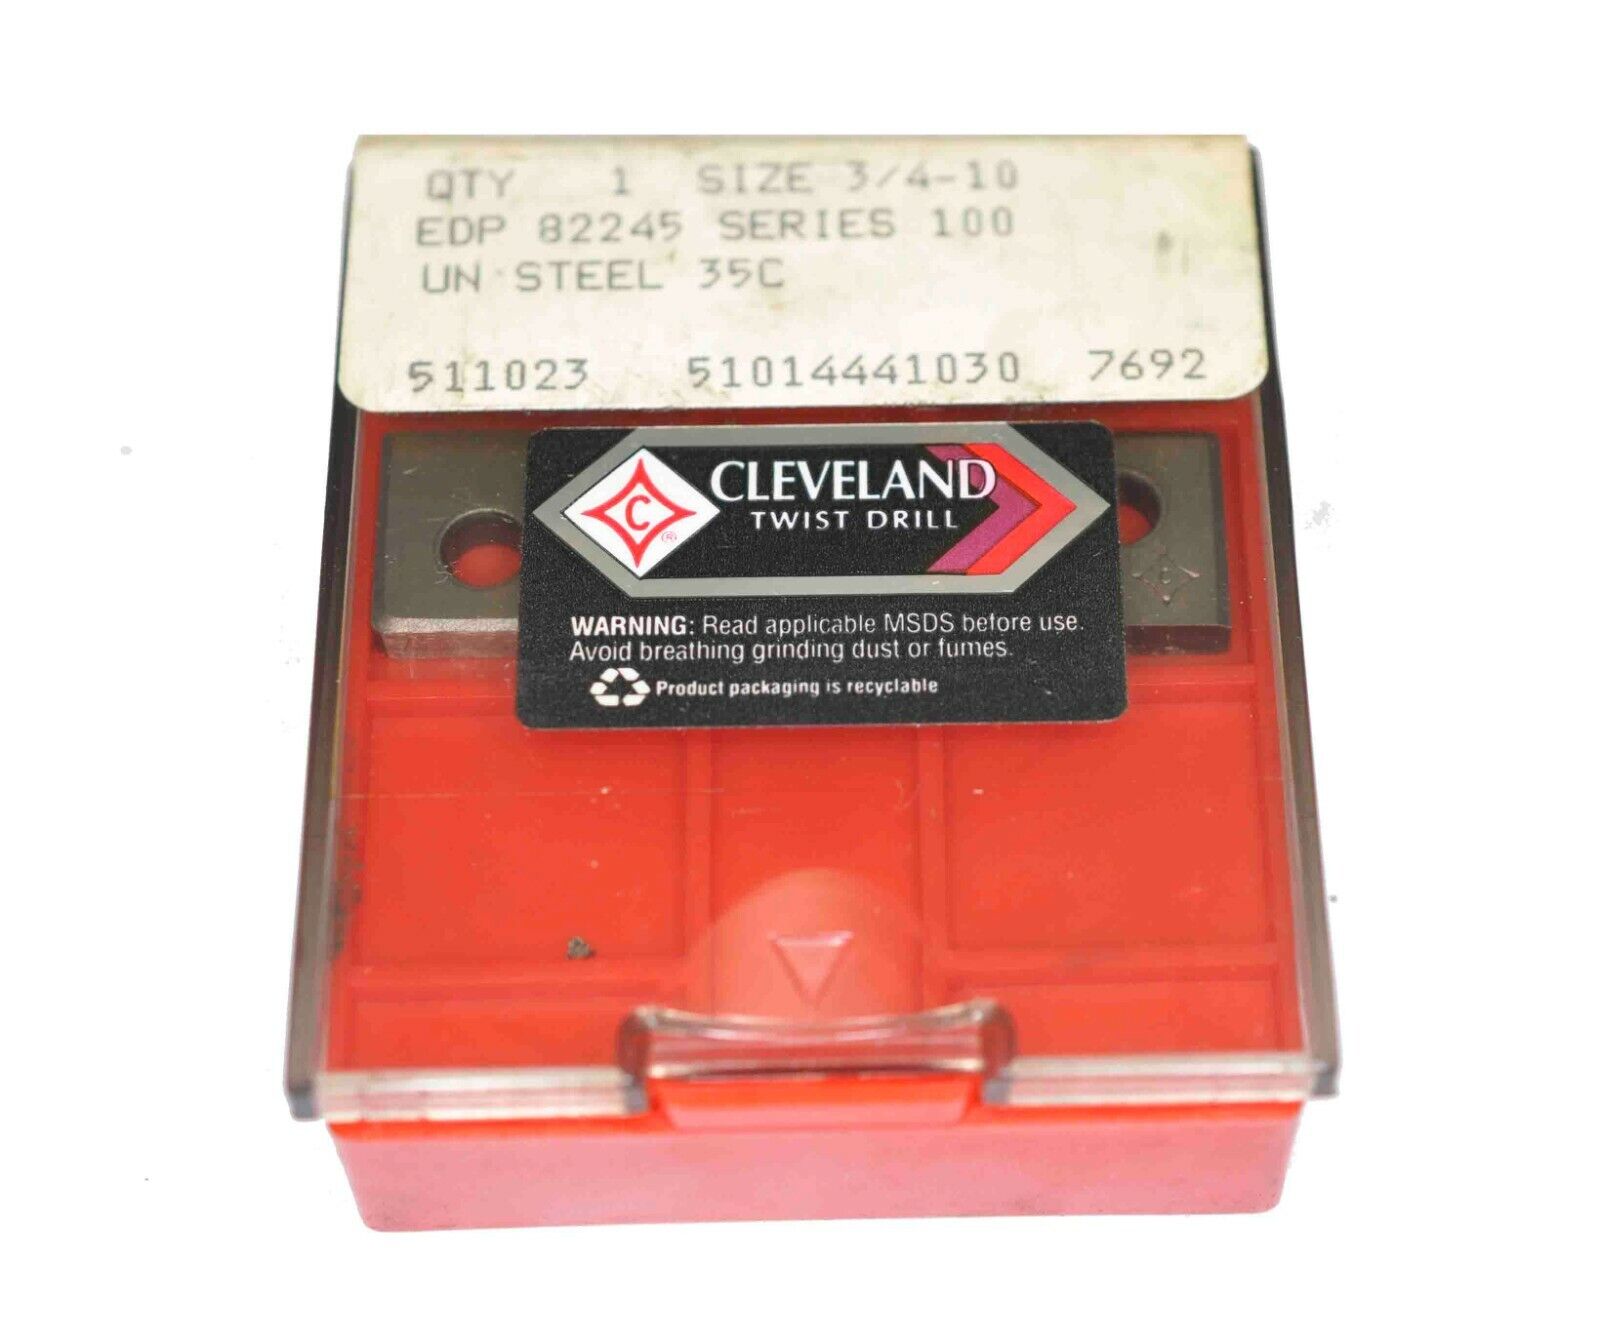 QTY 1 SIZE 3/4-10
EDP 82245 SERIES 100
UN STEEL 35C
511023 51014441030 7692
C ®
CLEVELAND
TWIST DRILL
WARNING: Read applicable MSDS before use.
Avoid breathing grinding dust or fumes.
Product packaging is recyclable
C